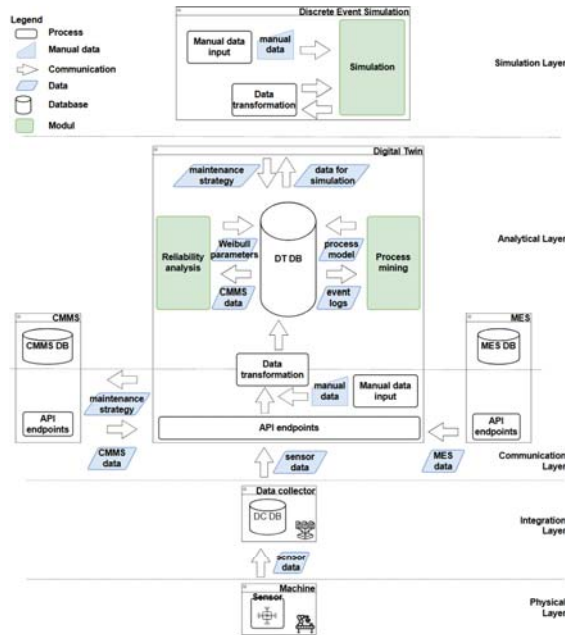 Legend
Process
Manual data
Communication
Data
Database
Modul
Discrete Event Simulation
Manual data
input
manual
data
Simulation
Data
transformation
Simulation Layer
Digital Twin
maintenance
strategy
data for
simulation
Reliability
analysis
Weibull
parameters
CMMS
data
DT DB
process
model
event
logs
Process
mining
Analytical Layer
CMMS
CMMS DB
MES
MES DB
Data
transformation
manual
data
Manual data
input
maintenance
strategy
API
endpoints
API endpoints
API
endpoints
CMMS
data
sensor
data
MES
data
Communication
Layer
Data collector
DC DB
Integration
Layer
sensor
data
Machine
Sensor
Physical
Layer